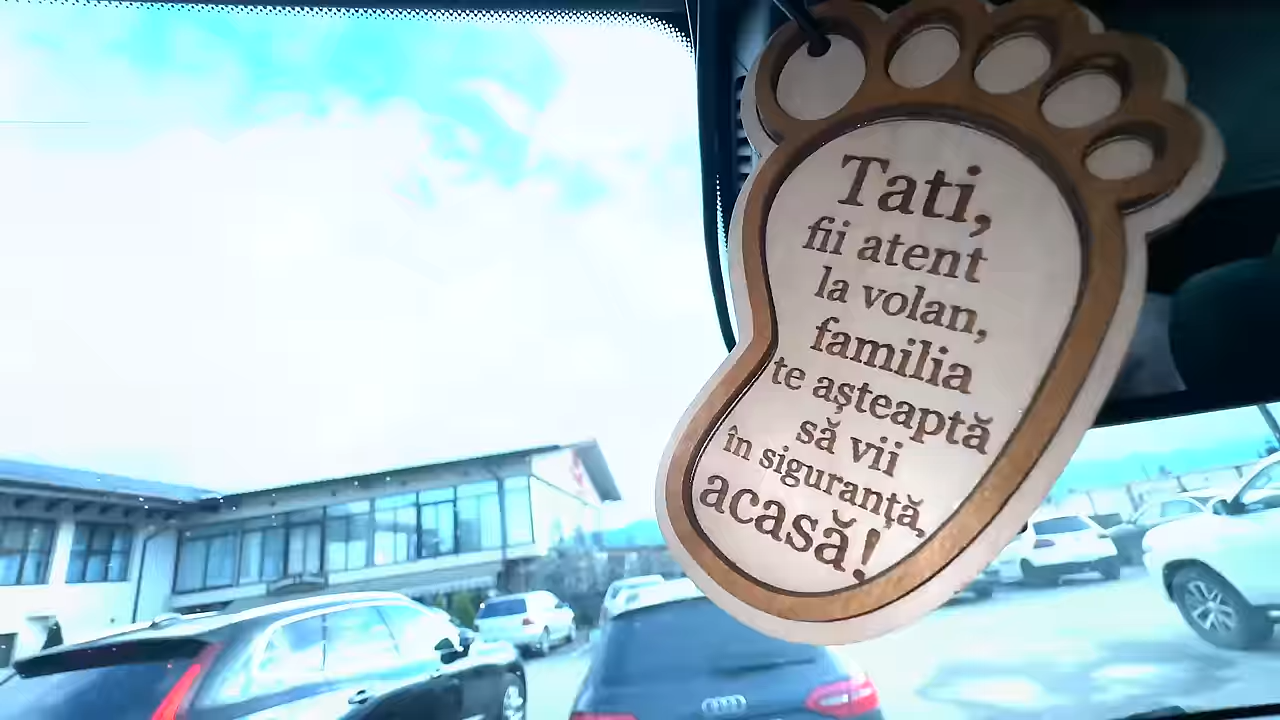 Tati,
fii atent
la volan,
familia
te așteaptă
să vii
în siguranță,
acasă!